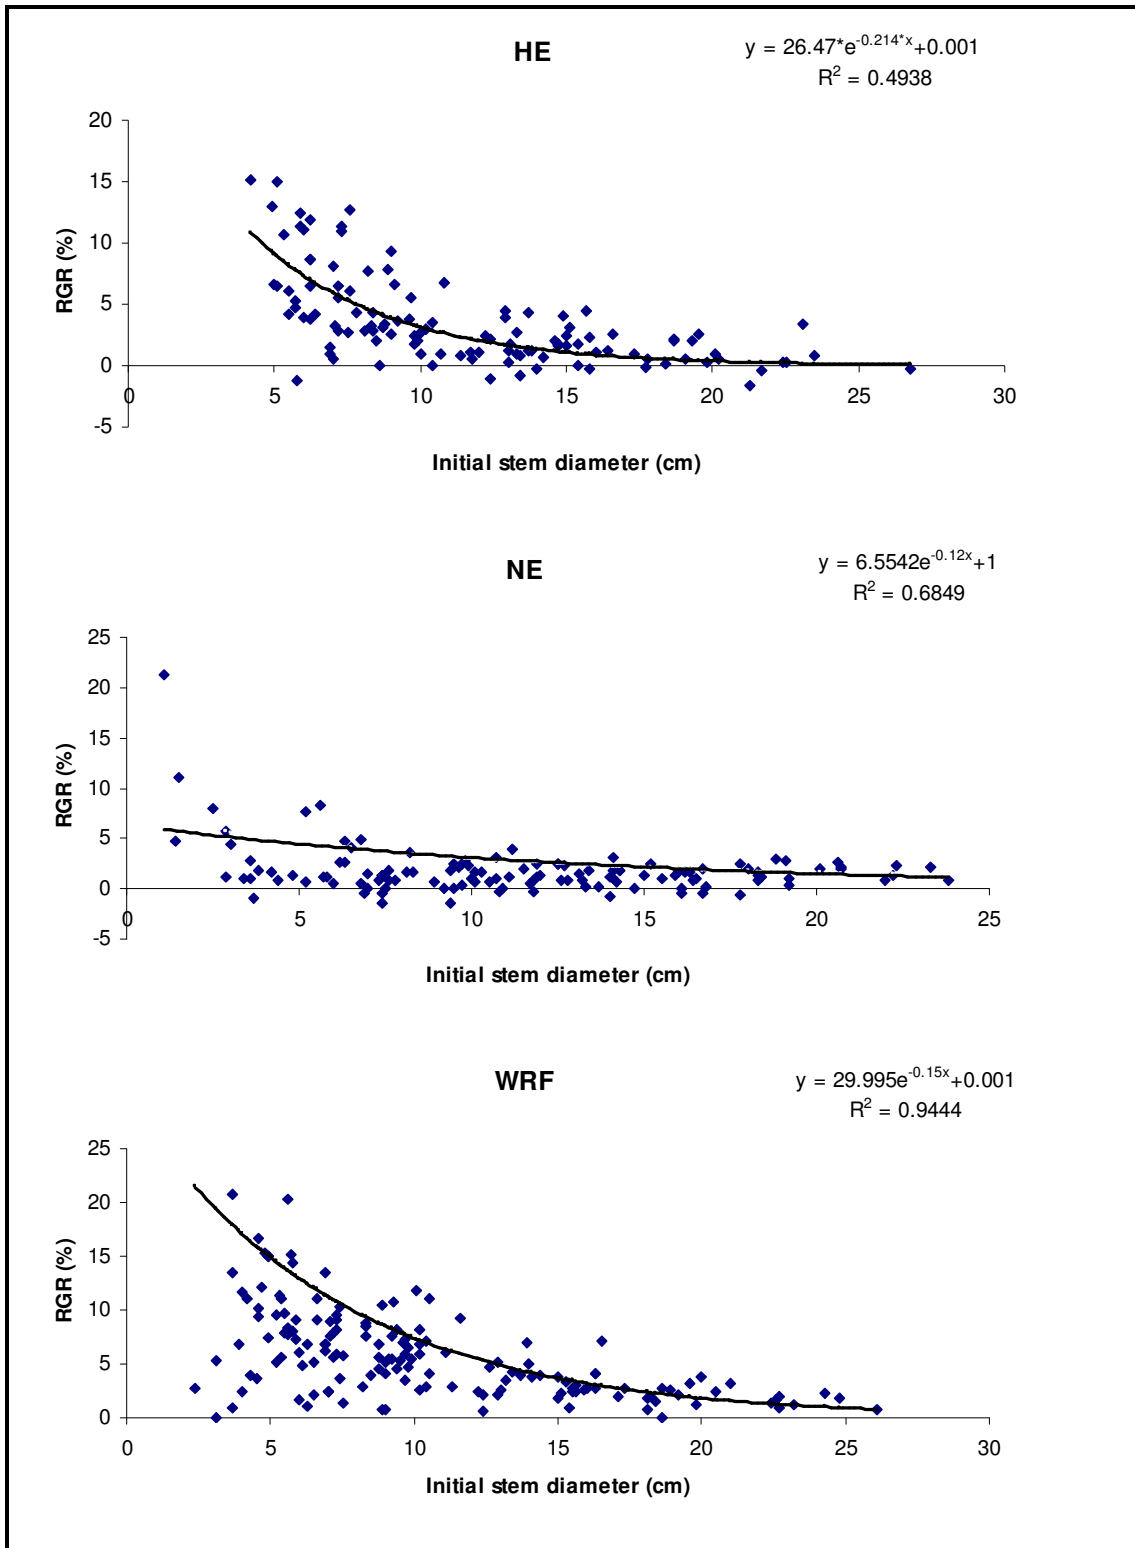 HE
y = 26.47*e^-0.214*x+0.001
R² = 0.4938
20
15
10
5
0
-5
RGR (%)
0 5 10 15 20 25 30
Initial stem diameter (cm)
NE
y = 6.5542e^-0.12x+1
R² = 0.6849
25
20
15
10
5
0
-5
RGR (%)
0 5 10 15 20 25
Initial stem diameter (cm)
WRF
y = 29.995e^-0.15x+0.001
R² = 0.9444
25
20
15
10
5
0
RGR (%)
0 5 10 15 20 25 30
Initial stem diameter (cm)